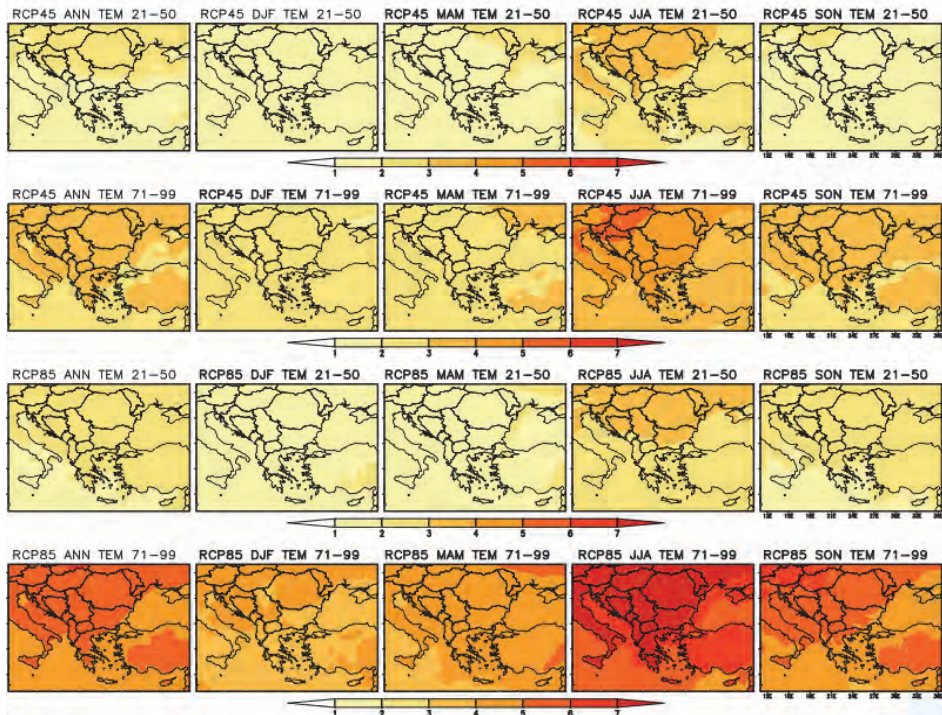 RCP45 ANN TEM 21-50 RCP45 DJF TEM 21-50 RCP45 MAM TEM 21-50 RCP45 JJA TEM 21-50 RCP45 SON TEM 21-50
1 2 3 4 5 6 7
RCP45 ANN TEM 71-99 RCP45 DJF TEM 71-99 RCP45 MAM TEM 71-99 RCP45 JJA TEM 71-99 RCP45 SON TEM 71-99
1 2 3 4 5 6 7
RCP85 ANN TEM 21-50 RCP85 DJF TEM 21-50 RCP85 MAM TEM 21-50 RCP85 JJA TEM 21-50 RCP85 SON TEM 21-50
1 2 3 4 5 6 7
RCP85 ANN TEM 71-99 RCP85 DJF TEM 71-99 RCP85 MAM TEM 71-99 RCP85 JJA TEM 71-99 RCP85 SON TEM 71-99
1 2 3 4 5 6 7